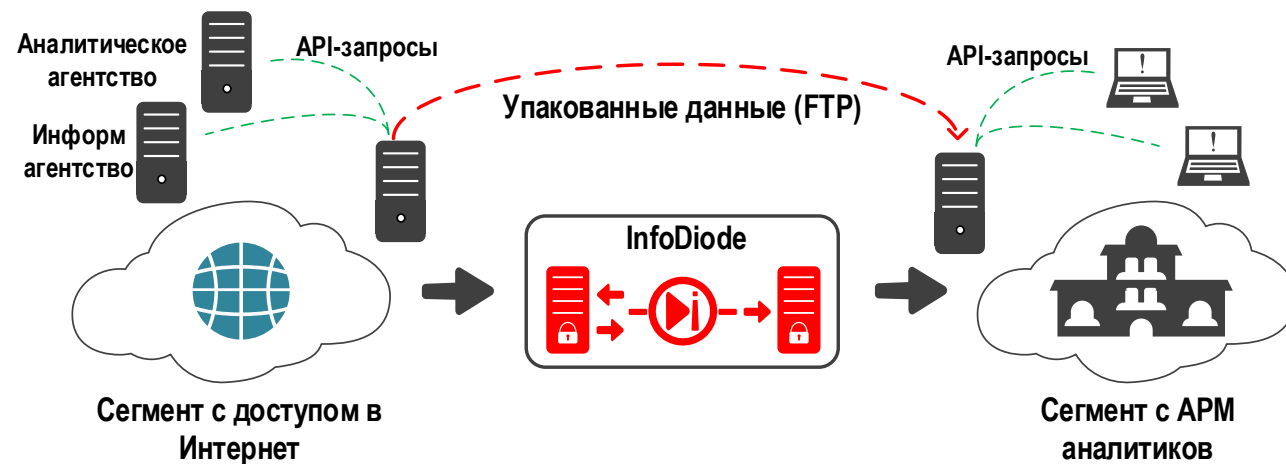 Аналитическое
агентство
API-запросы
Информ
агентство
Упакованные данные (FTP)
API-запросы
InfoDiode
Сегмент с доступом в
Интернет
Сегмент с АРМ
аналитиков